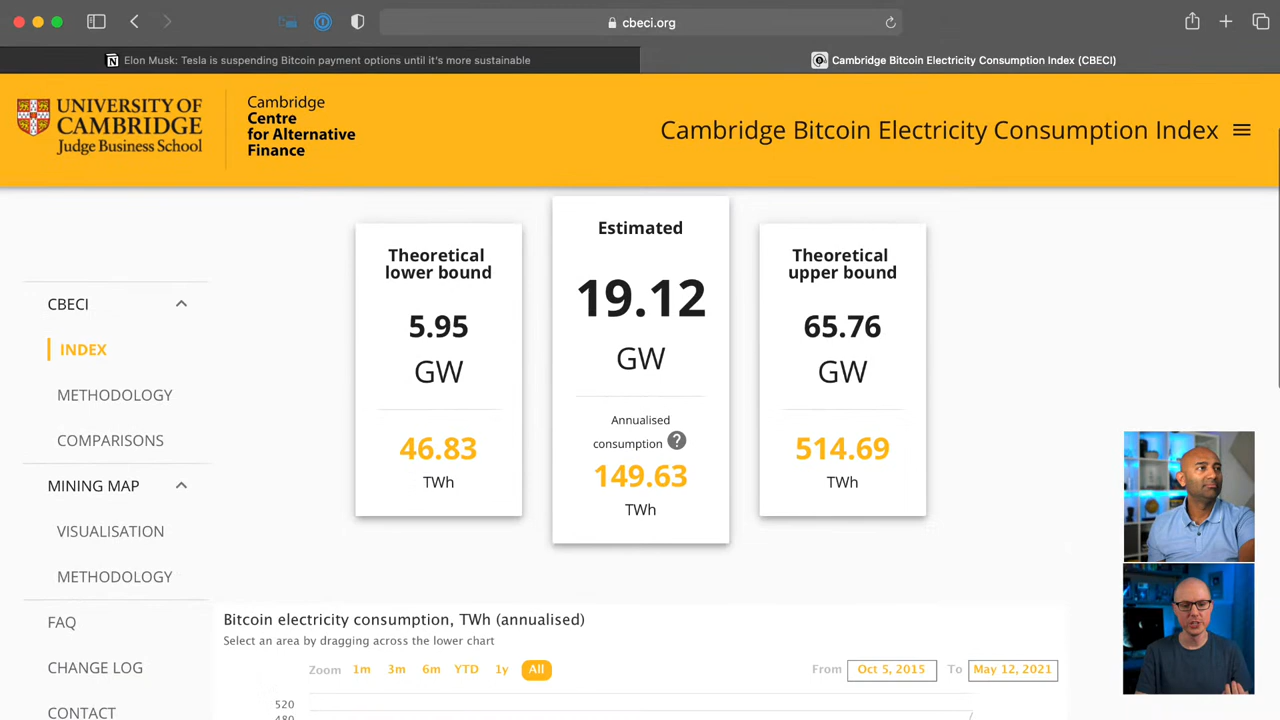 cbeci.org
Elon Musk: Tesla is suspending Bitcoin payment options until it's more sustainable
Cambridge Bitcoin Electricity Consumption Index (CBECI)
UNIVERSITY OF
CAMBRIDGE
Judge Business School
Cambridge
Centre
for Alternative
Finance
Cambridge Bitcoin Electricity Consumption Index
CBECI
INDEX
METHODOLOGY
COMPARISONS
MINING MAP
VISUALISATION
METHODOLOGY
FAQ
CHANGE LOG
CONTACT
Theoretical
lower bound
5.95
GW
46.83
TWh
Estimated
19.12
GW
Annualised
consumption ?
149.63
TWh
Theoretical
upper bound
65.76
GW
514.69
TWh
Bitcoin electricity consumption, TWh (annualised)
Select an area by dragging across the lower chart
Zoom 1m 3m 6m YTD 1y All
From Oct 5, 2015 To May 12, 2021
520
480